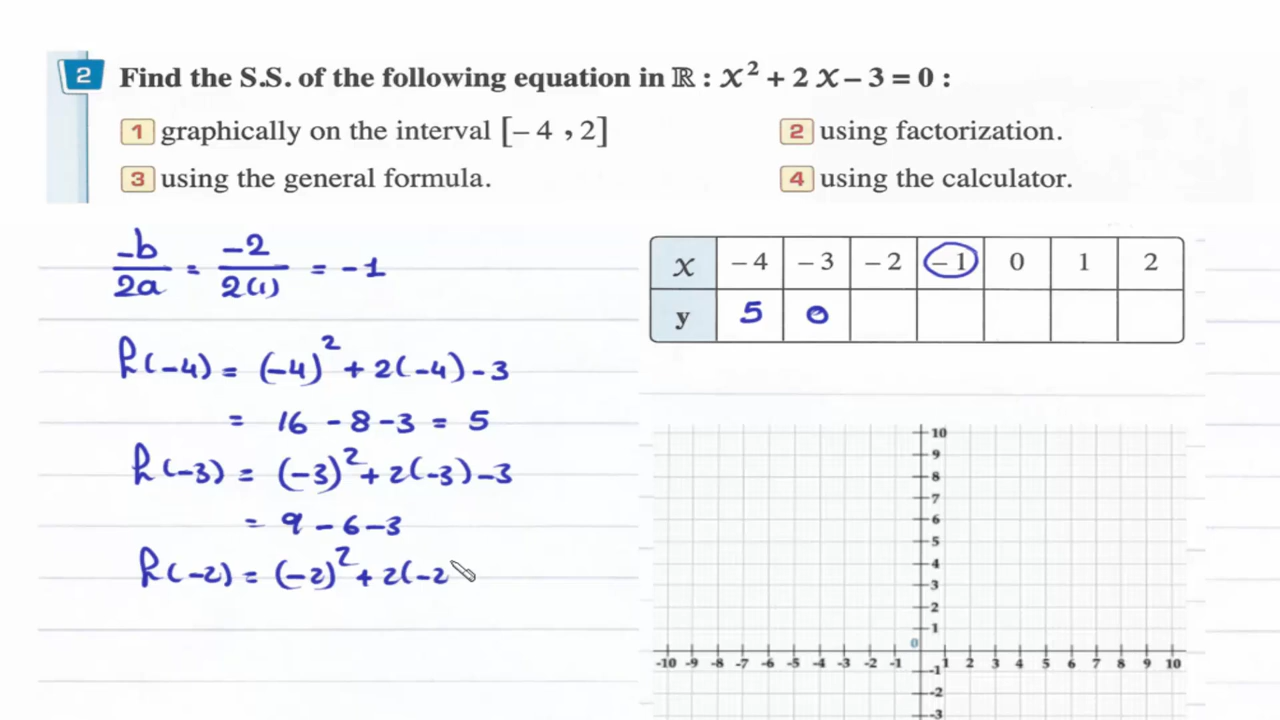 2 Find the S.S. of the following equation in ℝ : x² + 2 x – 3 = 0 :
1 graphically on the interval [– 4 , 2]
2 using factorization.
3 using the general formula.
4 using the calculator.
-b/2a = -2/2(1) = -1
x – 4 – 3 – 2 – 1 0 1 2
y 5 0
f(-4) = (-4)² + 2(-4) - 3
= 16 - 8 - 3 = 5
f(-3) = (-3)² + 2(-3) - 3
= 9 - 6 - 3
f(-2) = (-2)² + 2(-2
10
9
8
7
6
5
4
3
2
1
0
-10 -9 -8 -7 -6 -5 -4 -3 -2 -1 1 2 3 4 5 6 7 8 9 10
-1
-2
-3